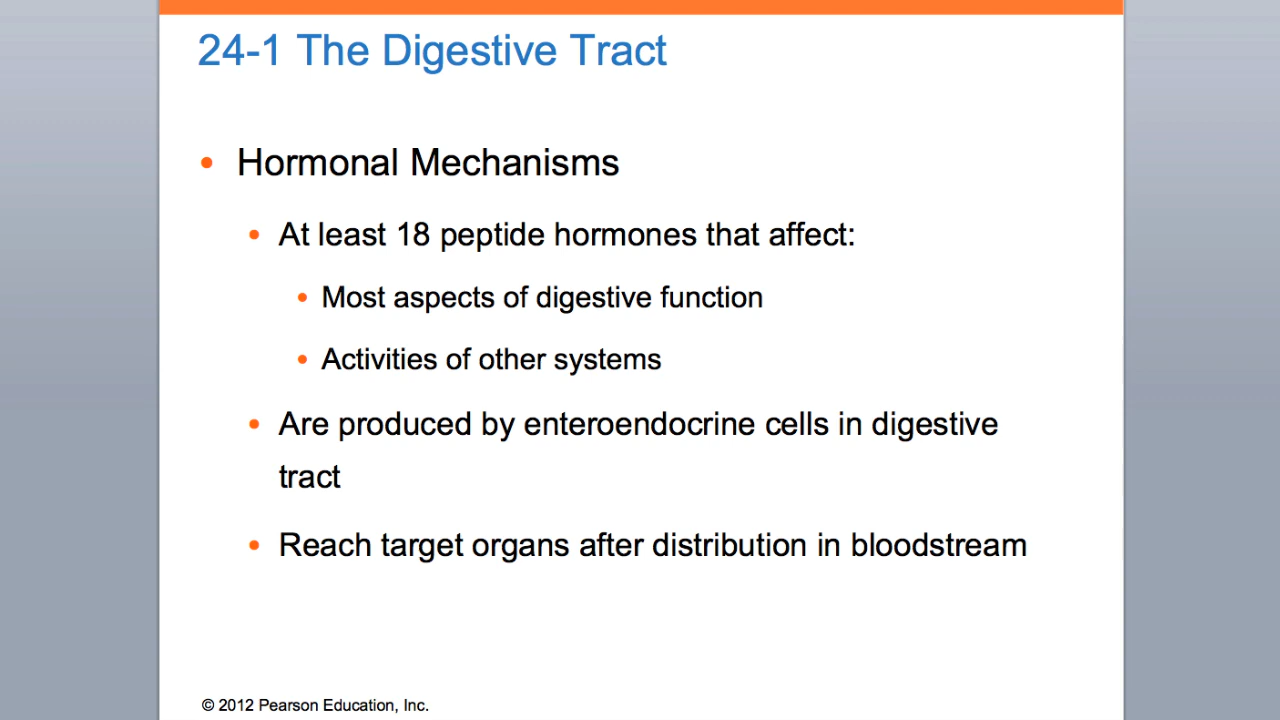 24-1 The Digestive Tract
• Hormonal Mechanisms
• At least 18 peptide hormones that affect:
• Most aspects of digestive function
• Activities of other systems
• Are produced by enteroendocrine cells in digestive
tract
• Reach target organs after distribution in bloodstream
© 2012 Pearson Education, Inc.